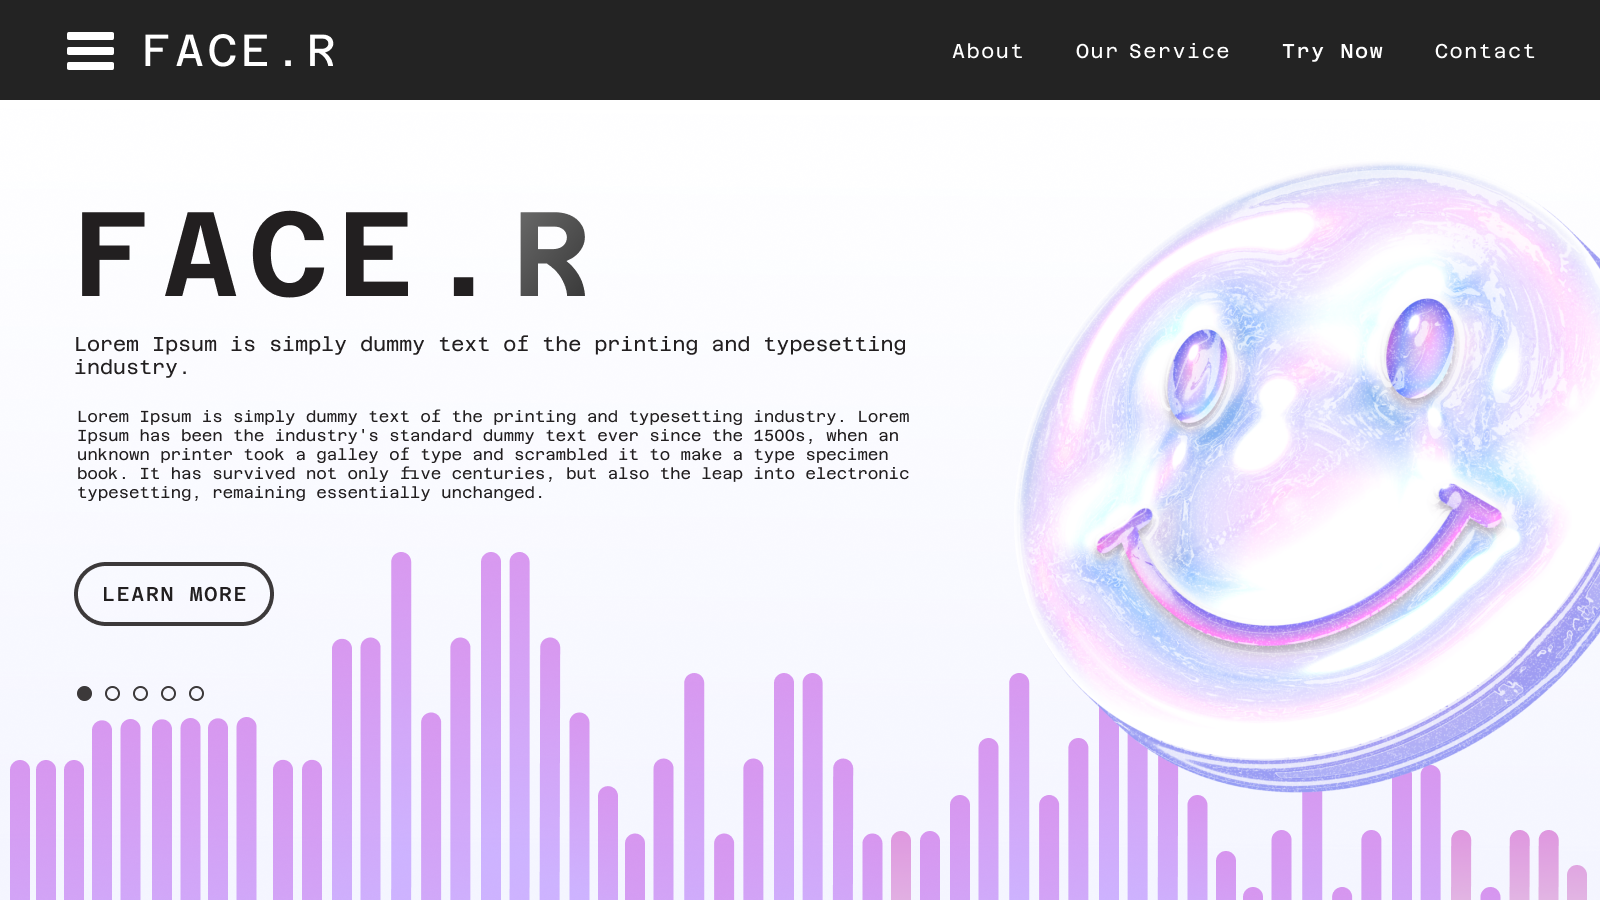 FACE.R
About Our Service Try Now Contact
FACE.R
Lorem Ipsum is simply dummy text of the printing and typesetting
industry.
Lorem Ipsum is simply dummy text of the printing and typesetting industry. Lorem
Ipsum has been the industry's standard dummy text ever since the 1500s, when an
unknown printer took a galley of type and scrambled it to make a type specimen
book. It has survived not only five centuries, but also the leap into electronic
typesetting, remaining essentially unchanged.
LEARN MORE